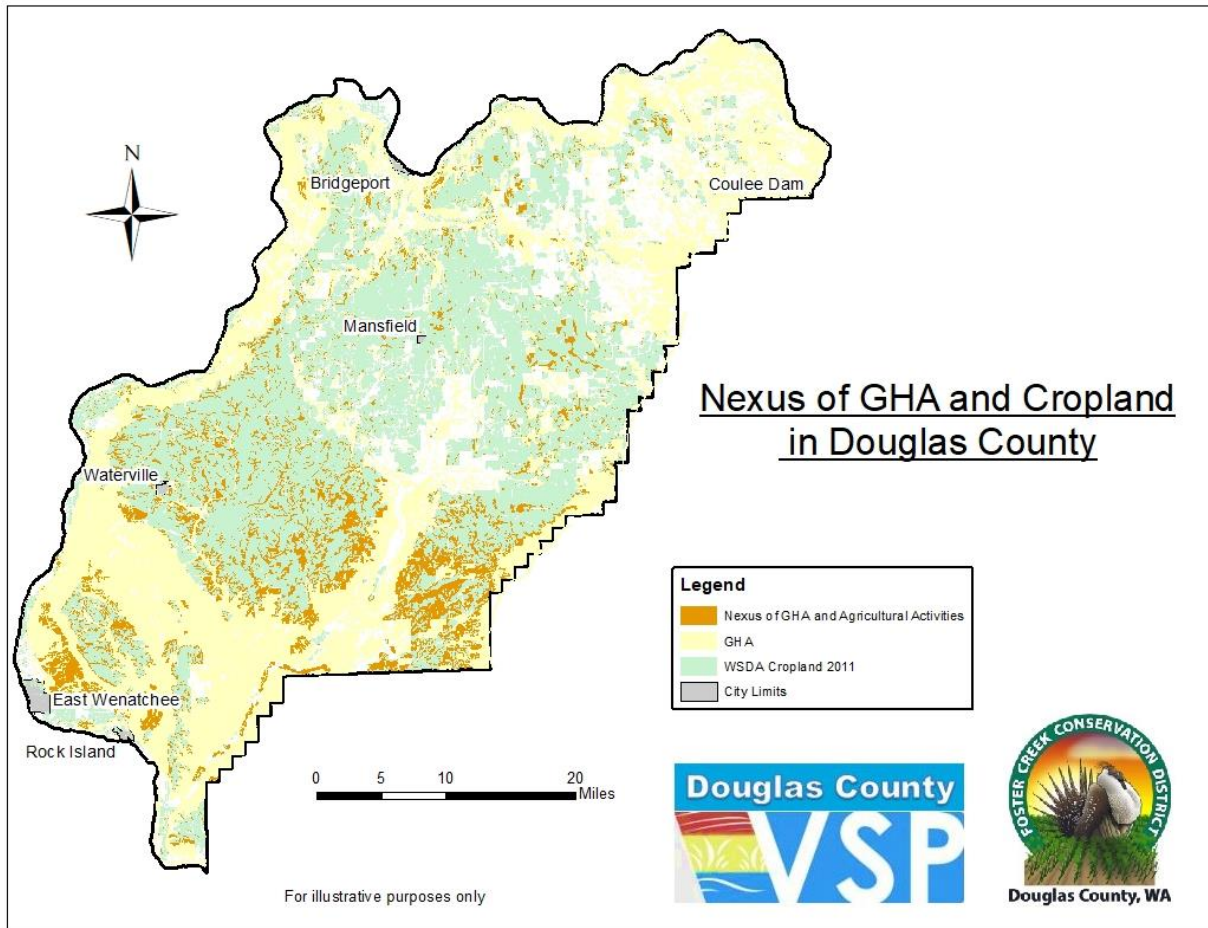 N
Bridgeport
Coulee Dam
Mansfield
Nexus of GHA and Cropland
in Douglas County
Waterville
Legend
Nexus of GHA and Agricultural Activities
GHA
WSDA Cropland 2011
City Limits
East Wenatchee
Rock Island
0 5 10 20
Miles
For illustrative purposes only
Douglas County
VSP
FOSTER CREEK CONSERVATION DISTRICT
Douglas County, WA